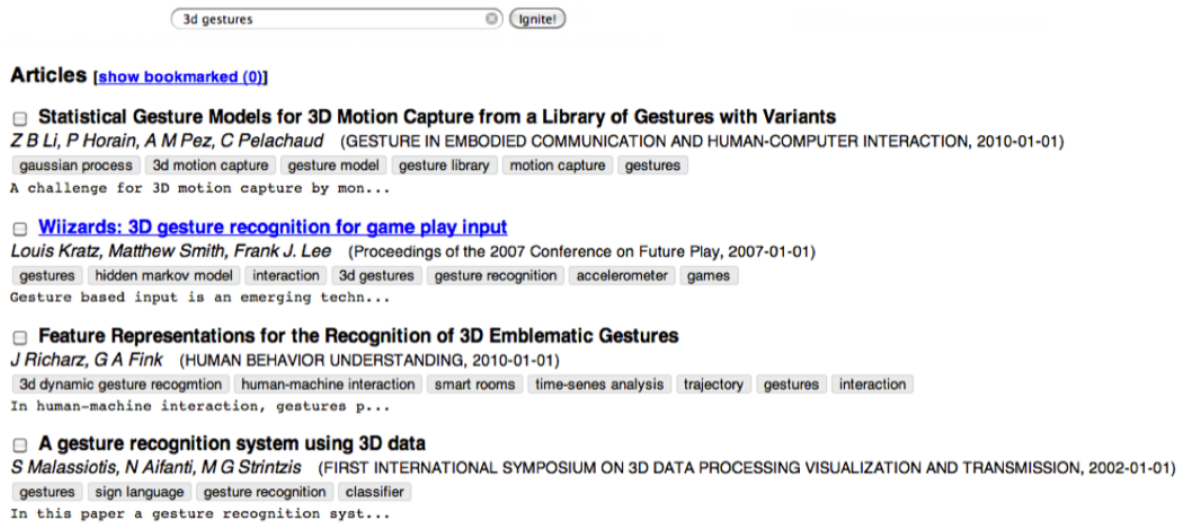 3d gestures Ignite!
Articles [show bookmarked (0)]
Statistical Gesture Models for 3D Motion Capture from a Library of Gestures with Variants
Z B Li, P Horain, A M Pez, C Pelachaud (GESTURE IN EMBODIED COMMUNICATION AND HUMAN-COMPUTER INTERACTION, 2010-01-01)
gaussian process 3d motion capture gesture model gesture library motion capture gestures
A challenge for 3D motion capture by mon...
Wiizards: 3D gesture recognition for game play input
Louis Kratz, Matthew Smith, Frank J. Lee (Proceedings of the 2007 Conference on Future Play, 2007-01-01)
gestures hidden markov model interaction 3d gestures gesture recognition accelerometer games
Gesture based input is an emerging techn...
Feature Representations for the Recognition of 3D Emblematic Gestures
J Richarz, G A Fink (HUMAN BEHAVIOR UNDERSTANDING, 2010-01-01)
3d dynamic gesture recogmtion human-machine interaction smart rooms time-senes analysis trajectory gestures interaction
In human-machine interaction, gestures p...
A gesture recognition system using 3D data
S Malassiotis, N Aifanti, M G Strintzis (FIRST INTERNATIONAL SYMPOSIUM ON 3D DATA PROCESSING VISUALIZATION AND TRANSMISSION, 2002-01-01)
gestures sign language gesture recognition classifier
In this paper a gesture recognition syst...